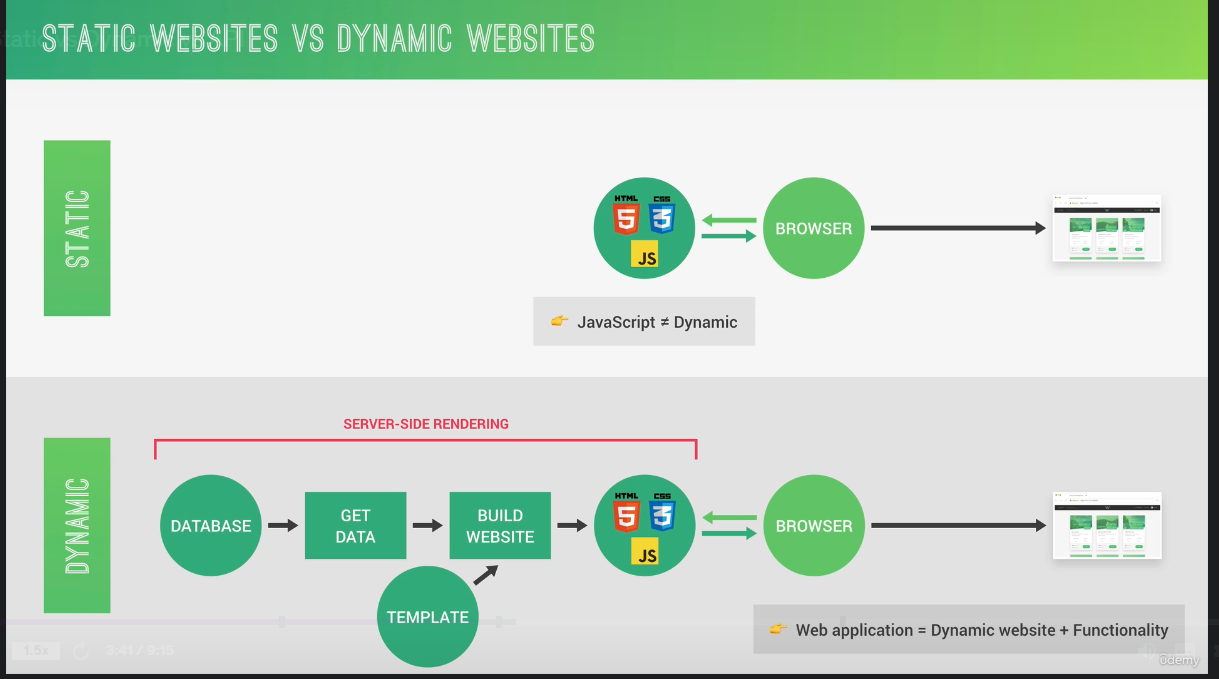 STATIC WEBSITES VS DYNAMIC WEBSITES
STATIC
HTML
CSS
5
3
JS
BROWSER
👉 JavaScript ≠ Dynamic
SERVER-SIDE RENDERING
DYNAMIC
DATABASE
GET
DATA
BUILD
WEBSITE
HTML
CSS
5
3
JS
BROWSER
TEMPLATE
👉 Web application = Dynamic website + Functionality
1.5x
3:41 / 9:15
ûdemy